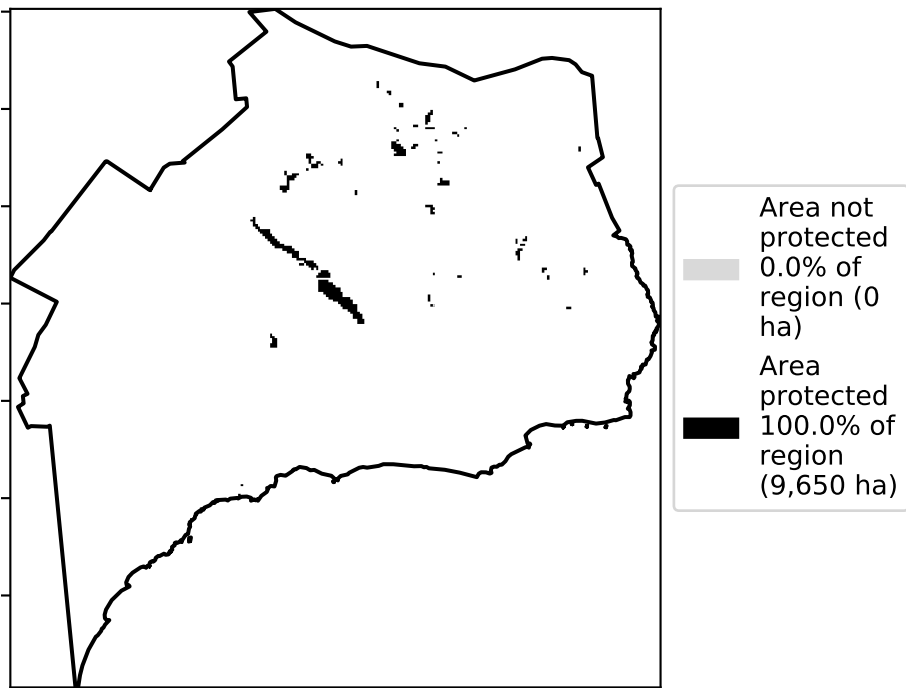 Area not
protected
0.0% of
region (0
ha)
Area
protected
100.0% of
region
(9,650 ha)